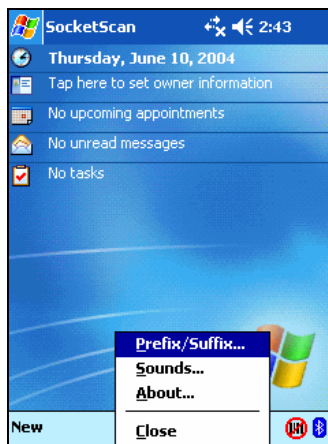 SocketScan 2:43
Thursday, June 10, 2004
Tap here to set owner information
No upcoming appointments
No unread messages
No tasks
Prefix/Suffix...
Sounds...
About...
Close
New